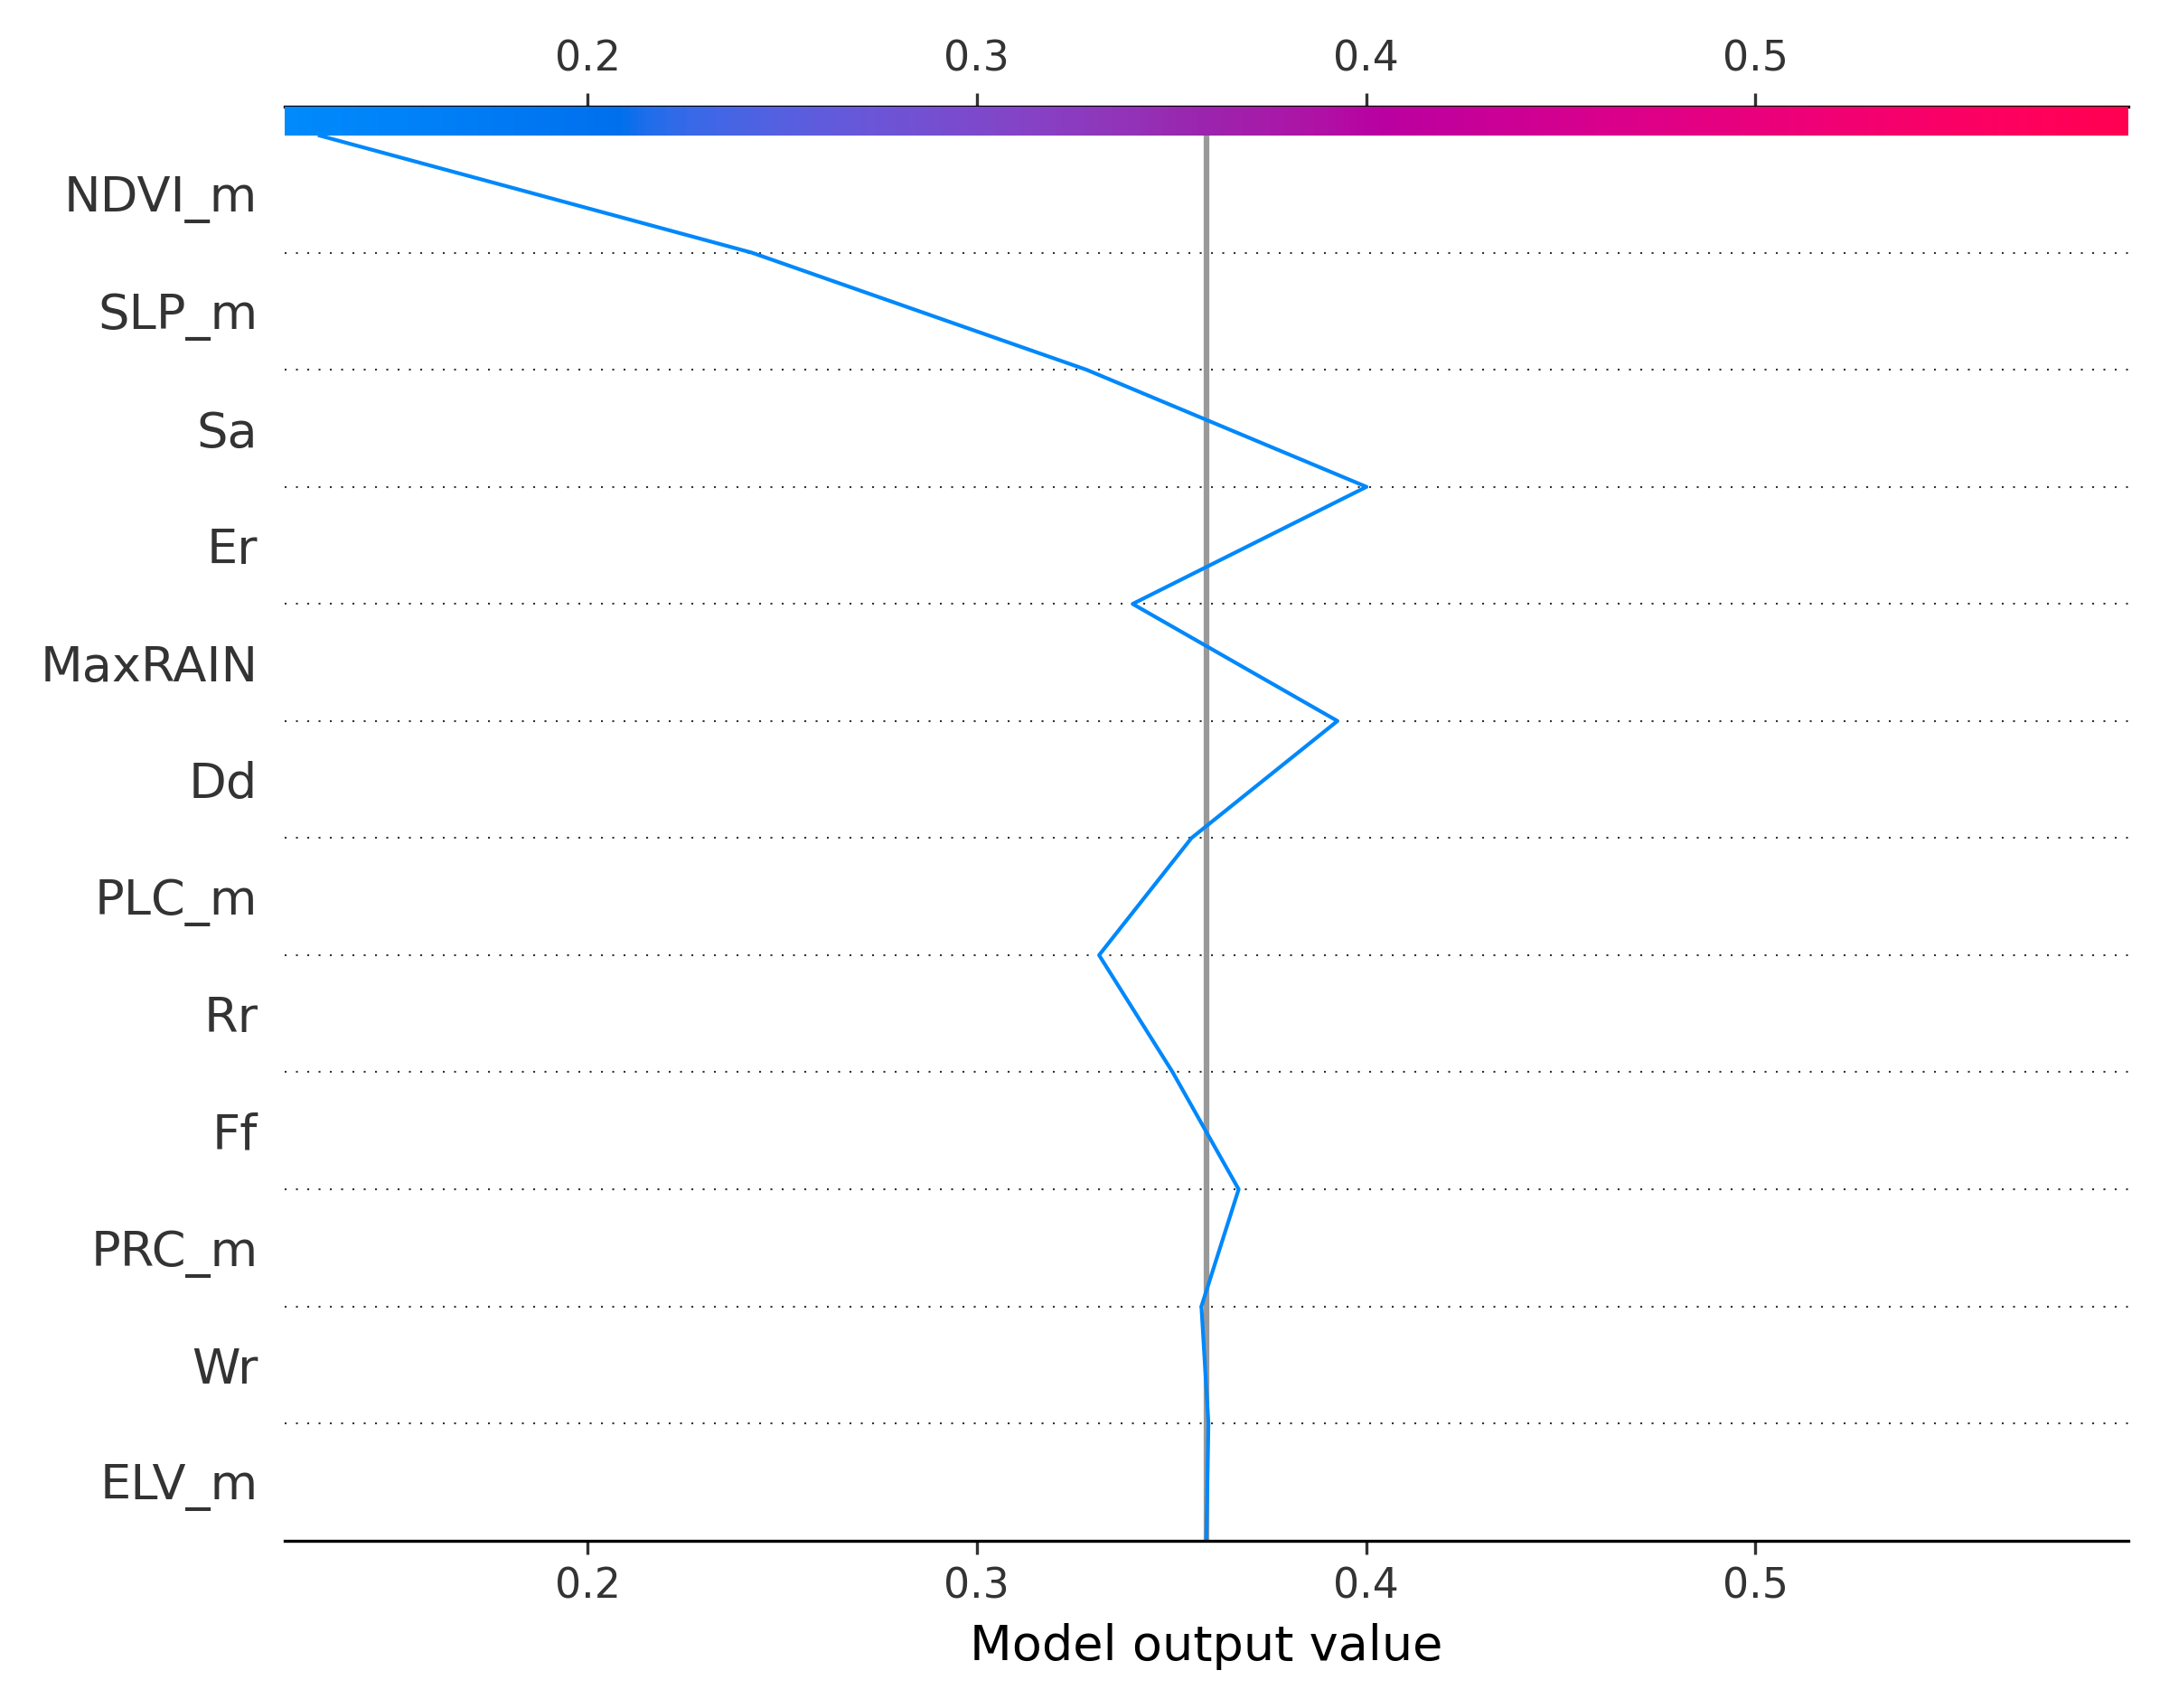 0.2 0.3 0.4 0.5
NDVI_m
SLP_m
Sa
Er
MaxRAIN
Dd
PLC_m
Rr
Ff
PRC_m
Wr
ELV_m
0.2 0.3 0.4 0.5
Model output value